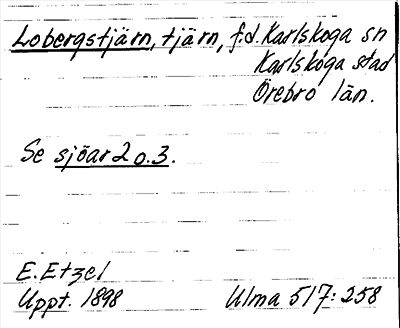 Lobergstjärn, tjärn, f.d. Karlskoga sn
Karlskoga stad
Örebro län.
Se sjöar 2 o. 3.
E. Etzel
Uppt. 1898
Ulma 517:258